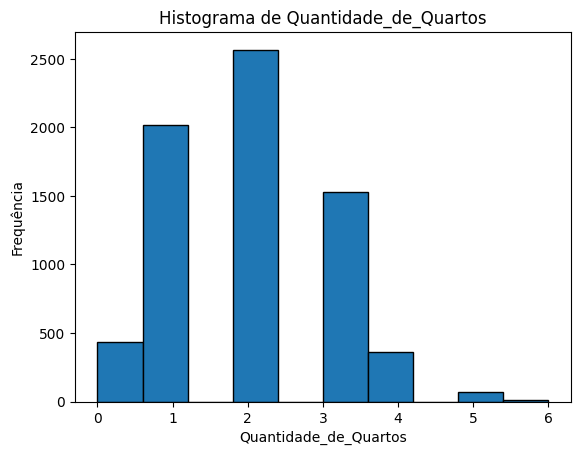 Histograma de Quantidade_de_Quartos
Frequência
2500
2000
1500
1000
500
0
0 1 2 3 4 5 6
Quantidade_de_Quartos